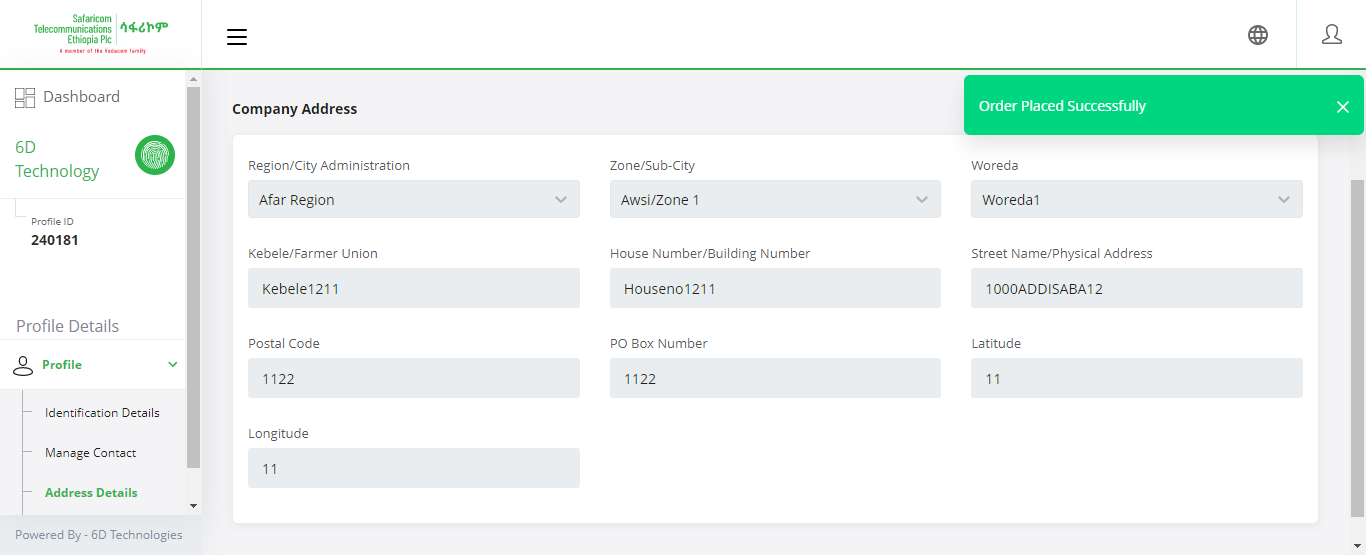 Safaricom
Telecommunications
Ethiopia Plc
ሳፋሪኮም
A member of the Vodacom family
Dashboard
6D
Technology
Profile ID
240181
Profile Details
Profile
Identification Details
Manage Contact
Address Details
Powered By - 6D Technologies
Order Placed Successfully
Company Address
Region/City Administration
Zone/Sub-City
Woreda
Afar Region
Awsi/Zone 1
Woreda1
Kebele/Farmer Union
House Number/Building Number
Street Name/Physical Address
Kebele1211
Houseno1211
1000ADDISABA12
Postal Code
PO Box Number
Latitude
1122
1122
11
Longitude
11